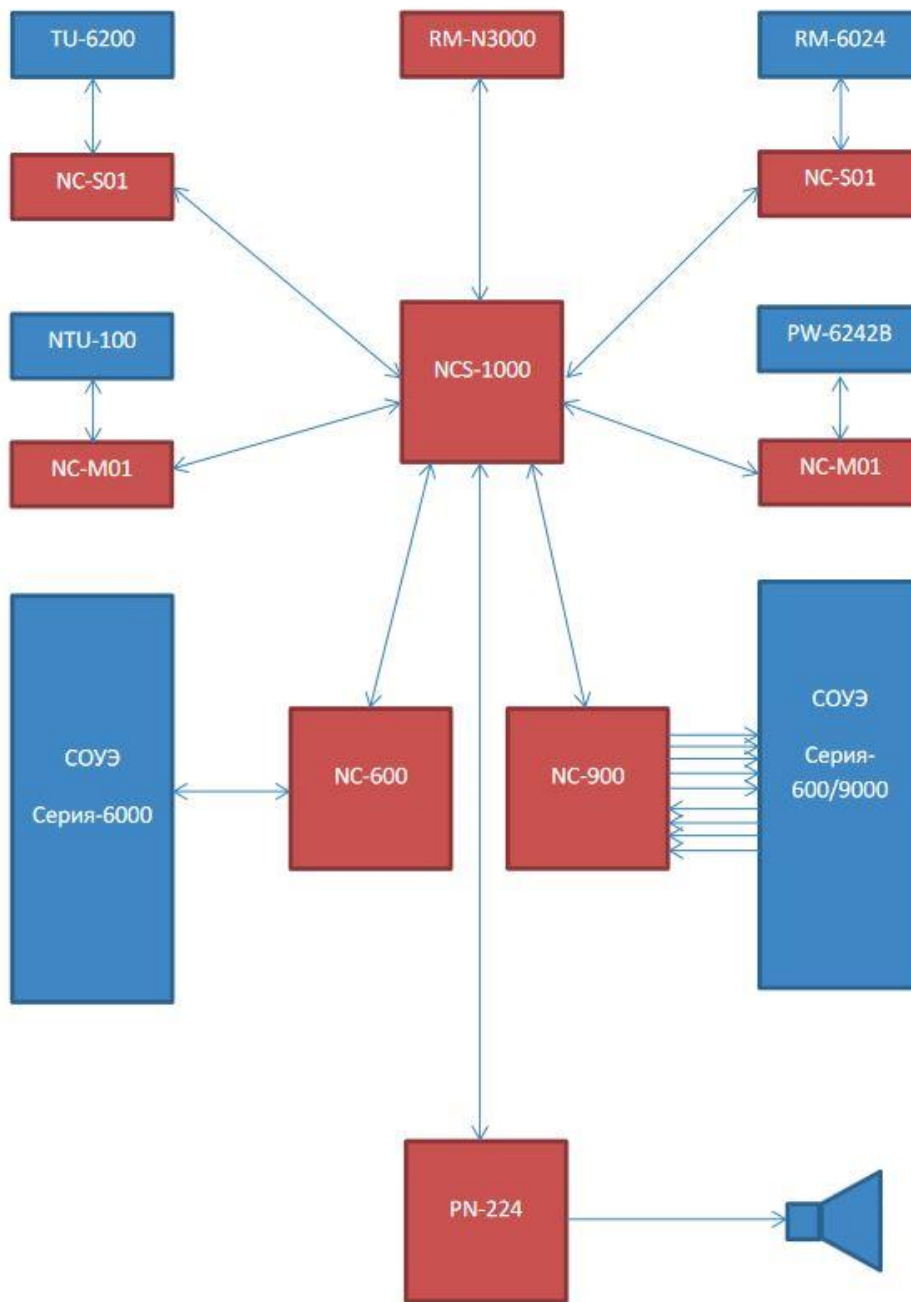 TU-6200
RM-N3000
RM-6024
NC-S01
NC-S01
NTU-100
NCS-1000
PW-6242B
NC-M01
NC-M01
СОУЭ
Серия-6000
NC-600
NC-900
СОУЭ
Серия-
600/9000
PN-224